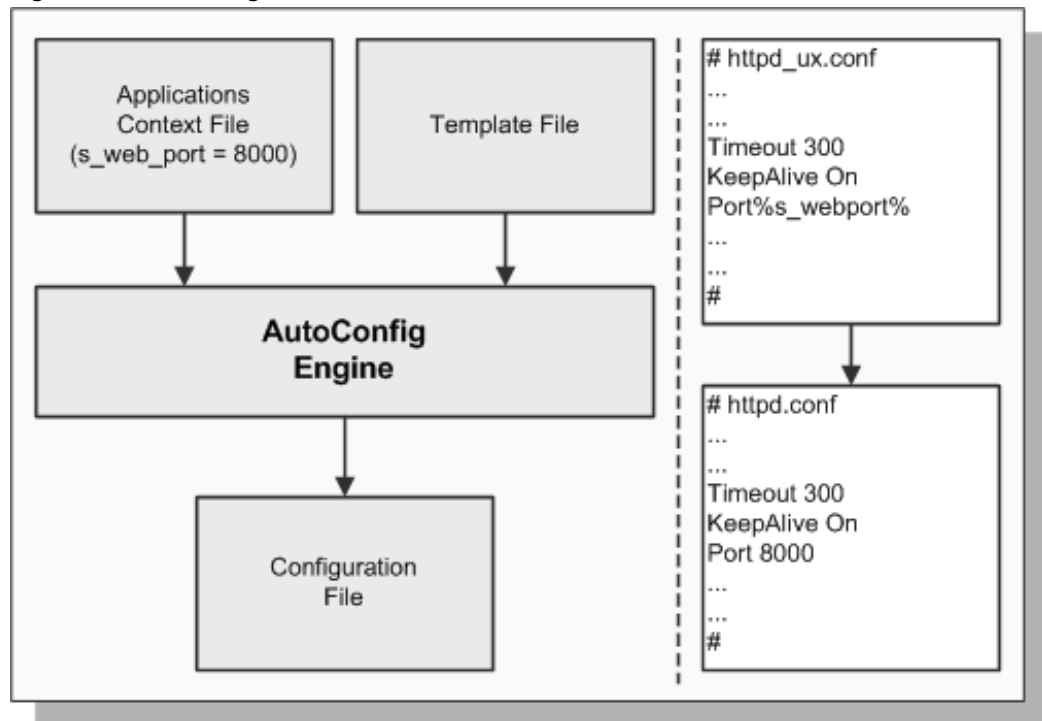 Applications
Context File
(s_web_port = 8000)
Template File
AutoConfig
Engine
Configuration
File
# httpd_ux.conf
...
...
Timeout 300
KeepAlive On
Port%s_webport%
...
...
#
# httpd.conf
...
...
Timeout 300
KeepAlive On
Port 8000
...
...
#